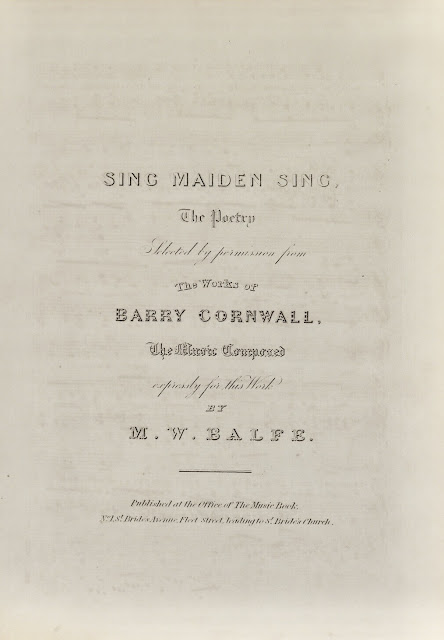 SING MAIDEN SING,
The Poetry
Selected by permission from
The Works of
BARRY CORNWALL,
The Music Composed
expressly for this Work
BY
M. W. BALFE.
Published at the Office of The Music Book,
No. 1, St. Bride's Avenue, Fleet Street, leading to St. Bride's Church.